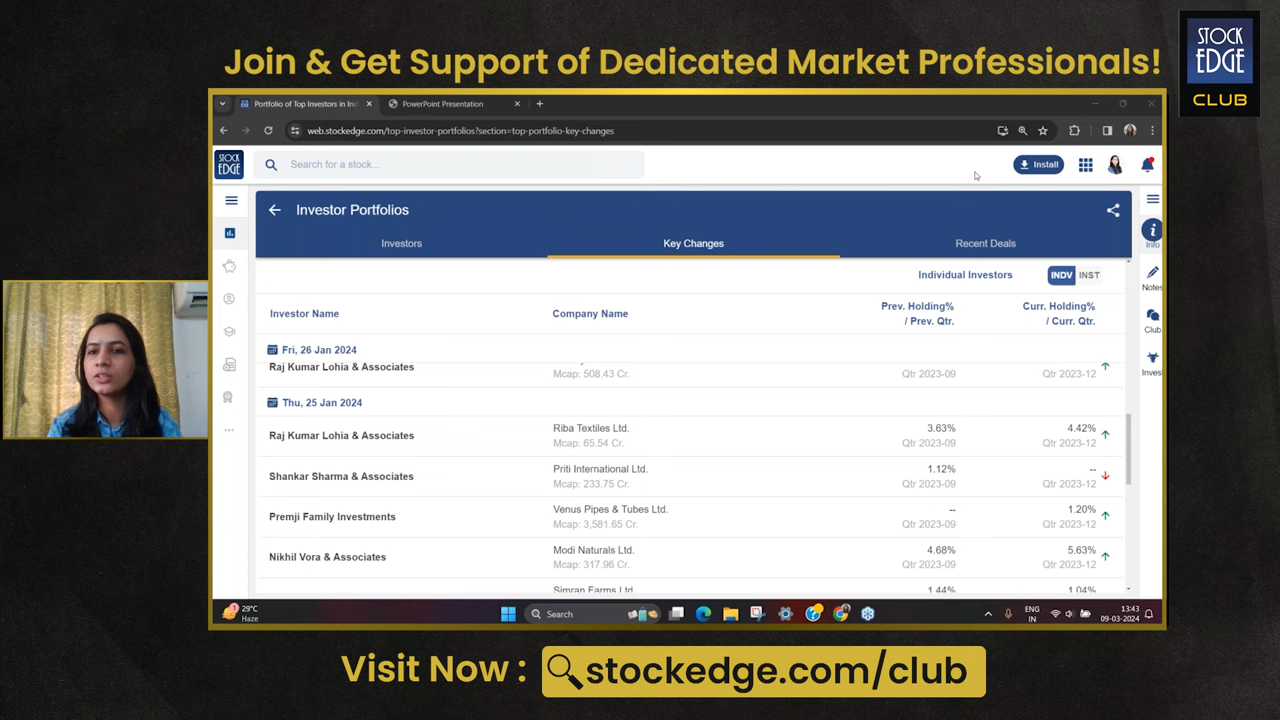 Join & Get Support of Dedicated Market Professionals!
STOCK
EDGE
CLUB
Portfolio of Top Investors in Ind
PowerPoint Presentation
web.stockedge.com/top-investor-portfolios?section=top-portfolio-key-changes
STOCK
EDGE
Search for a stock...
Install
Investor Portfolios
Investors
Key Changes
Recent Deals
Info
Notes
Club
Inves
Individual Investors
INDV
INST
Investor Name
Company Name
Prev. Holding%
/ Prev. Qtr.
Curr. Holding%
/ Curr. Qtr.
Fri, 26 Jan 2024
Raj Kumar Lohia & Associates
Mcap: 508.43 Cr.
Qtr 2023-09
Qtr 2023-12
Thu, 25 Jan 2024
Raj Kumar Lohia & Associates
Riba Textiles Ltd.
Mcap: 65.54 Cr.
3.63%
Qtr 2023-09
4.42%
Qtr 2023-12
Shankar Sharma & Associates
Priti International Ltd.
Mcap: 233.75 Cr.
1.12%
Qtr 2023-09
--
Qtr 2023-12
Premji Family Investments
Venus Pipes & Tubes Ltd.
Mcap: 3,581.65 Cr.
--
Qtr 2023-09
1.20%
Qtr 2023-12
Nikhil Vora & Associates
Modi Naturals Ltd.
Mcap: 317.96 Cr.
4.68%
Qtr 2023-09
5.63%
Qtr 2023-12
Simran Farms Ltd.
1.44%
1.04%
29°C
Haze
Search
ENG
IN
13:43
09-03-2024
Visit Now :
stockedge.com/club